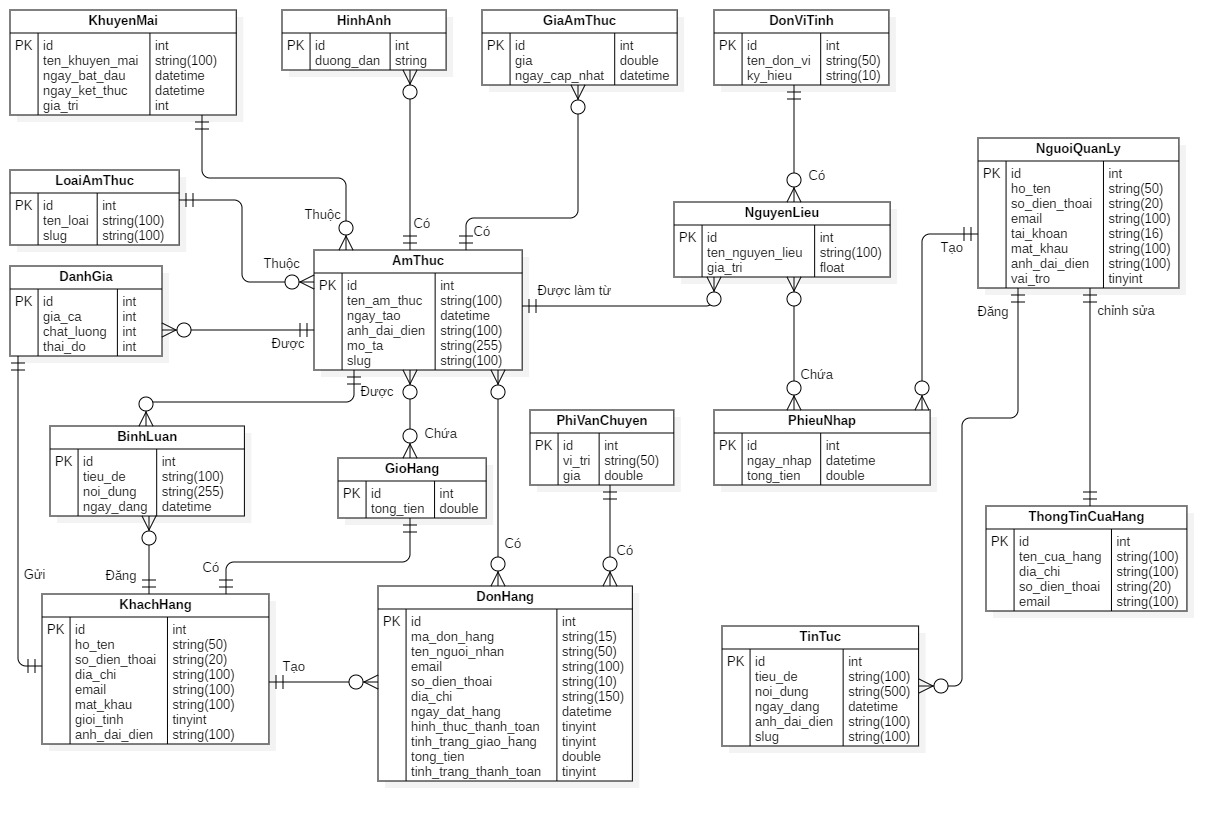 KhuyenMai
PK id int
ten_khuyen_mai string(100)
ngay_bat_dau datetime
ngay_ket_thuc datetime
gia_tri int
HinhAnh
PK id int
duong_dan string
GiaAmThuc
PK id int
gia double
ngay_cap_nhat datetime
DonViTinh
PK id int
ten_don_vi string(50)
ky_hieu string(10)
NguoiQuanLy
PK id int
ho_ten string(50)
so_dien_thoai string(20)
email string(100)
tai_khoan string(16)
mat_khau string(100)
anh_dai_dien string(100)
vai_tro tinyint
LoaiAmThuc
PK id int
ten_loai string(100)
slug string(100)
Thuộc
Có
Có
Có
NguyenLieu
PK id int
ten_nguyen_lieu string(100)
gia_tri float
Tạo
Thuộc
AmThuc
PK id int
ten_am_thuc string(100)
ngay_tao datetime
anh_dai_dien string(100)
mo_ta string(255)
slug string(100)
DanhGia
PK id int
gia_ca int
chat_luong int
thai_do int
Được làm từ
Đăng
chỉnh sửa
Được
Được
Chứa
BinhLuan
PK id int
tieu_de string(100)
noi_dung string(255)
ngay_dang datetime
Chứa
GioHang
PK id int
tong_tien double
PhiVanChuyen
PK id int
vi_tri string(50)
gia double
PhieuNhap
PK id int
ngay_nhap datetime
tong_tien double
ThongTinCuaHang
PK id int
ten_cua_hang string(100)
dia_chi string(100)
so_dien_thoai string(20)
email string(100)
Gửi
Đăng
Có
Có
Có
KhachHang
PK id int
ho_ten string(50)
so_dien_thoai string(20)
dia_chi string(100)
email string(100)
mat_khau string(100)
gioi_tinh tinyint
anh_dai_dien string(100)
Tạo
DonHang
PK id int
ma_don_hang string(15)
ten_nguoi_nhan string(50)
email string(100)
so_dien_thoai string(10)
dia_chi string(150)
ngay_dat_hang datetime
hinh_thuc_thanh_toan tinyint
tinh_trang_giao_hang tinyint
tong_tien double
tinh_trang_thanh_toan tinyint
TinTuc
PK id int
tieu_de string(100)
noi_dung string(500)
ngay_dang datetime
anh_dai_dien string(100)
slug string(100)